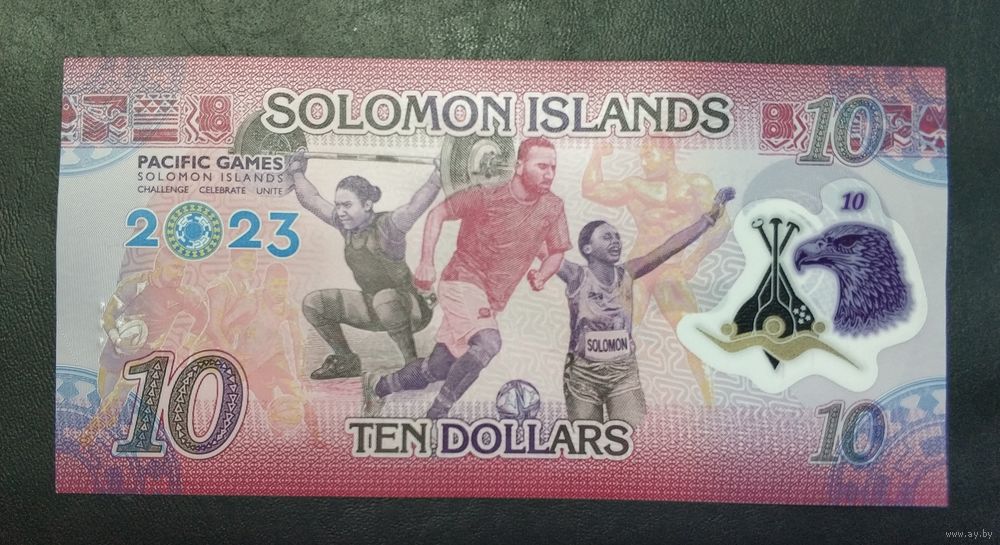 SOLOMON ISLANDS
10
PACIFIC GAMES
SOLOMON ISLANDS
CHALLENGE CELEBRATE UNITE
2023
10
SOLOMON
10
TEN DOLLARS
10
www.ay.by